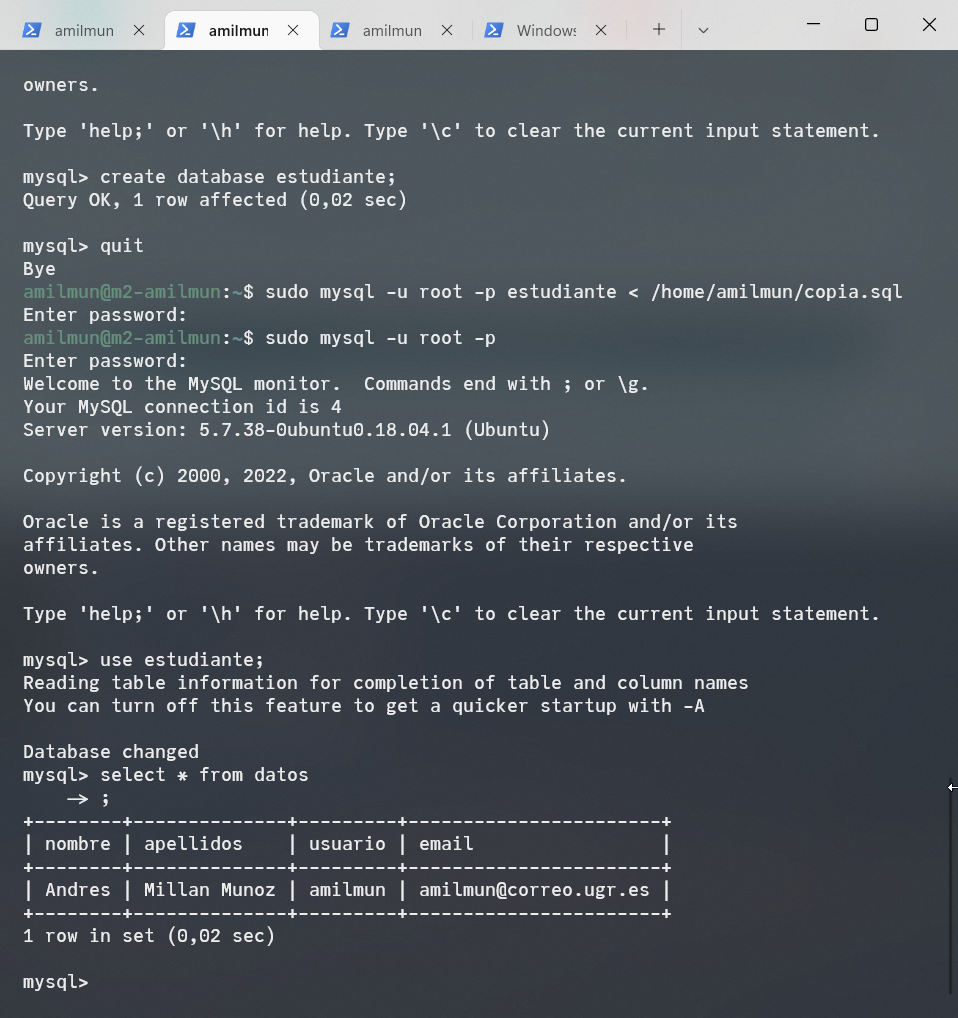 amilmun
amilmun
amilmun
Windows
owners.
Type 'help;' or '\h' for help. Type '\c' to clear the current input statement.
mysql> create database estudiante;
Query OK, 1 row affected (0,02 sec)
mysql> quit
Bye
amilmun@m2-amilmun:~$ sudo mysql -u root -p estudiante < /home/amilmun/copia.sql
Enter password:
amilmun@m2-amilmun:~$ sudo mysql -u root -p
Enter password:
Welcome to the MySQL monitor.  Commands end with ; or \g.
Your MySQL connection id is 4
Server version: 5.7.38-0ubuntu0.18.04.1 (Ubuntu)
Copyright (c) 2000, 2022, Oracle and/or its affiliates.
Oracle is a registered trademark of Oracle Corporation and/or its
affiliates. Other names may be trademarks of their respective
owners.
Type 'help;' or '\h' for help. Type '\c' to clear the current input statement.
mysql> use estudiante;
Reading table information for completion of table and column names
You can turn off this feature to get a quicker startup with -A
Database changed
mysql> select * from datos
    -> ;
+--------+--------------+---------+-----------------------+
| nombre | apellidos    | usuario | email                 |
+--------+--------------+---------+-----------------------+
| Andres | Millan Munoz | amilmun | amilmun@correo.ugr.es |
+--------+--------------+---------+-----------------------+
1 row in set (0,02 sec)
mysql>